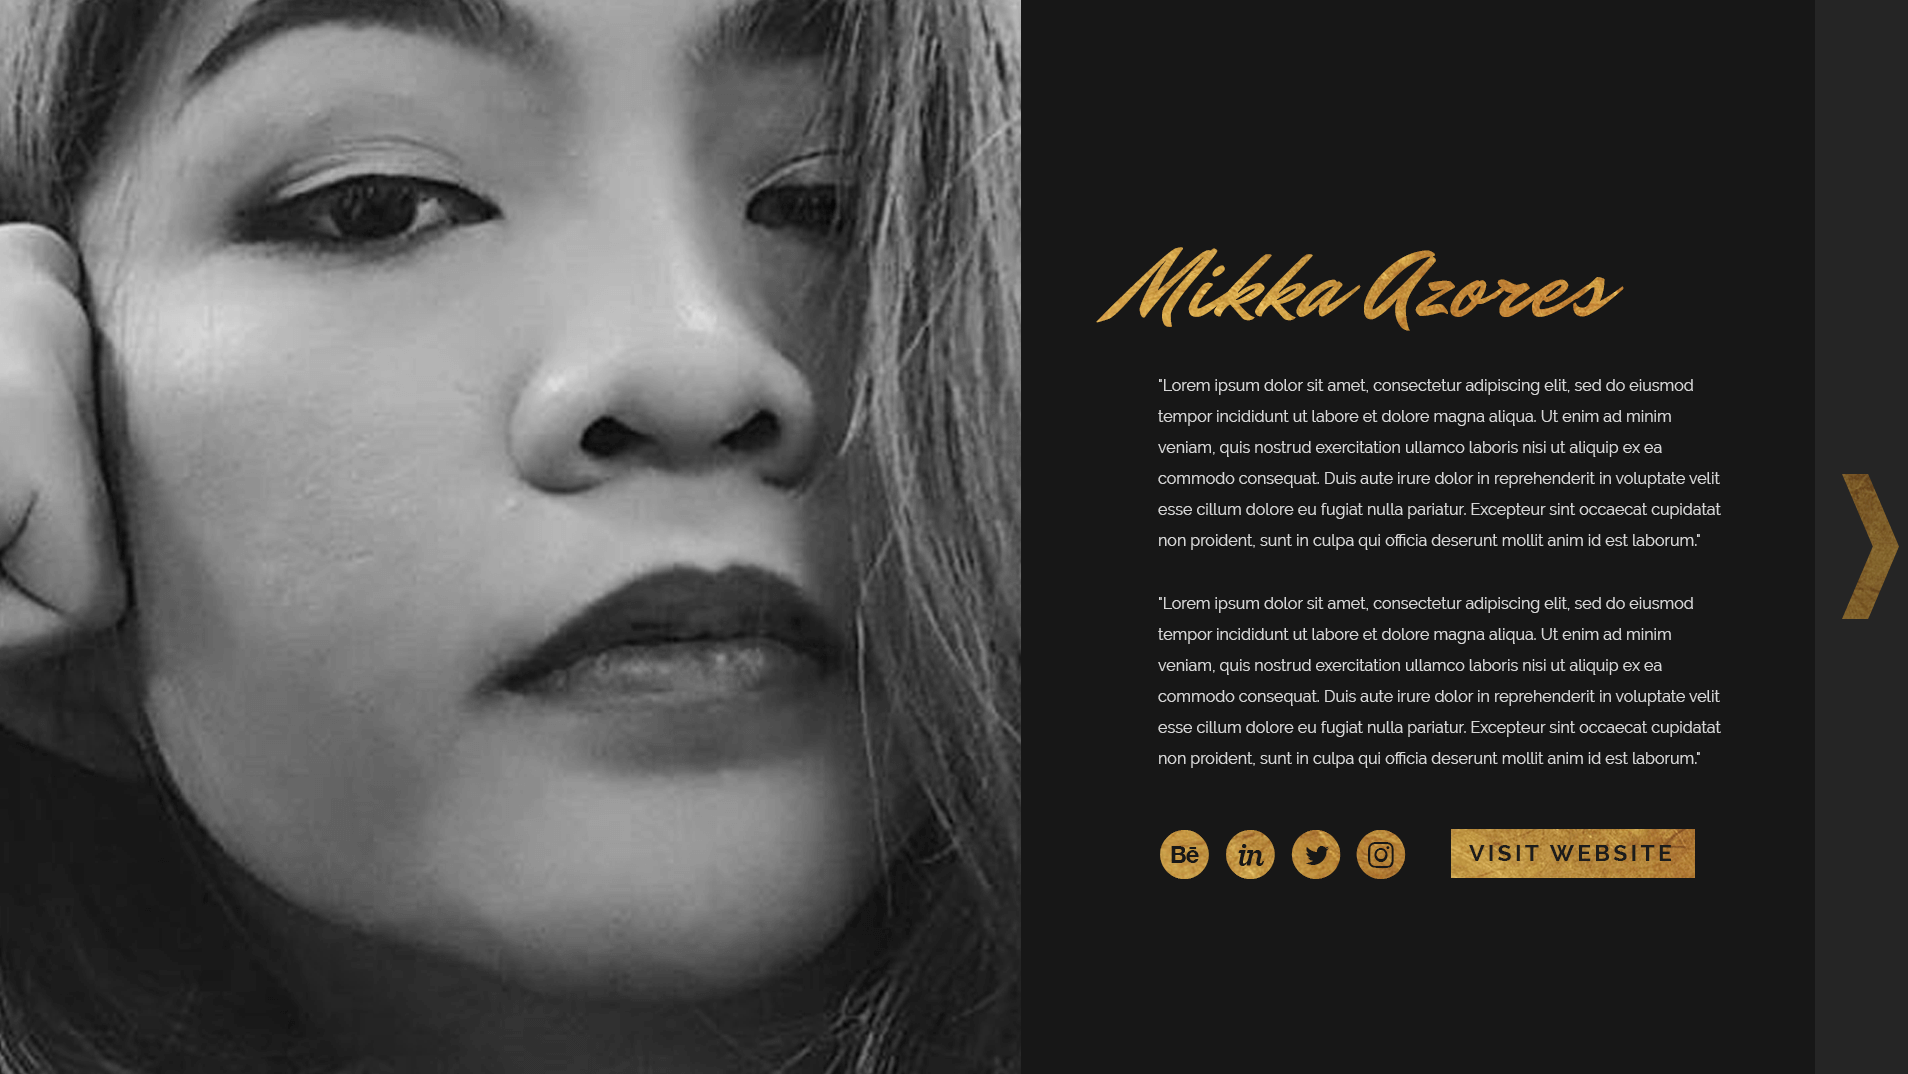 Mikka Azores
"Lorem ipsum dolor sit amet, consectetur adipiscing elit, sed do eiusmod
tempor incididunt ut labore et dolore magna aliqua. Ut enim ad minim
veniam, quis nostrud exercitation ullamco laboris nisi ut aliquip ex ea
commodo consequat. Duis aute irure dolor in reprehenderit in voluptate velit
esse cillum dolore eu fugiat nulla pariatur. Excepteur sint occaecat cupidatat
non proident, sunt in culpa qui officia deserunt mollit anim id est laborum."
"Lorem ipsum dolor sit amet, consectetur adipiscing elit, sed do eiusmod
tempor incididunt ut labore et dolore magna aliqua. Ut enim ad minim
veniam, quis nostrud exercitation ullamco laboris nisi ut aliquip ex ea
commodo consequat. Duis aute irure dolor in reprehenderit in voluptate velit
esse cillum dolore eu fugiat nulla pariatur. Excepteur sint occaecat cupidatat
non proident, sunt in culpa qui officia deserunt mollit anim id est laborum."
Bē in VISIT WEBSITE